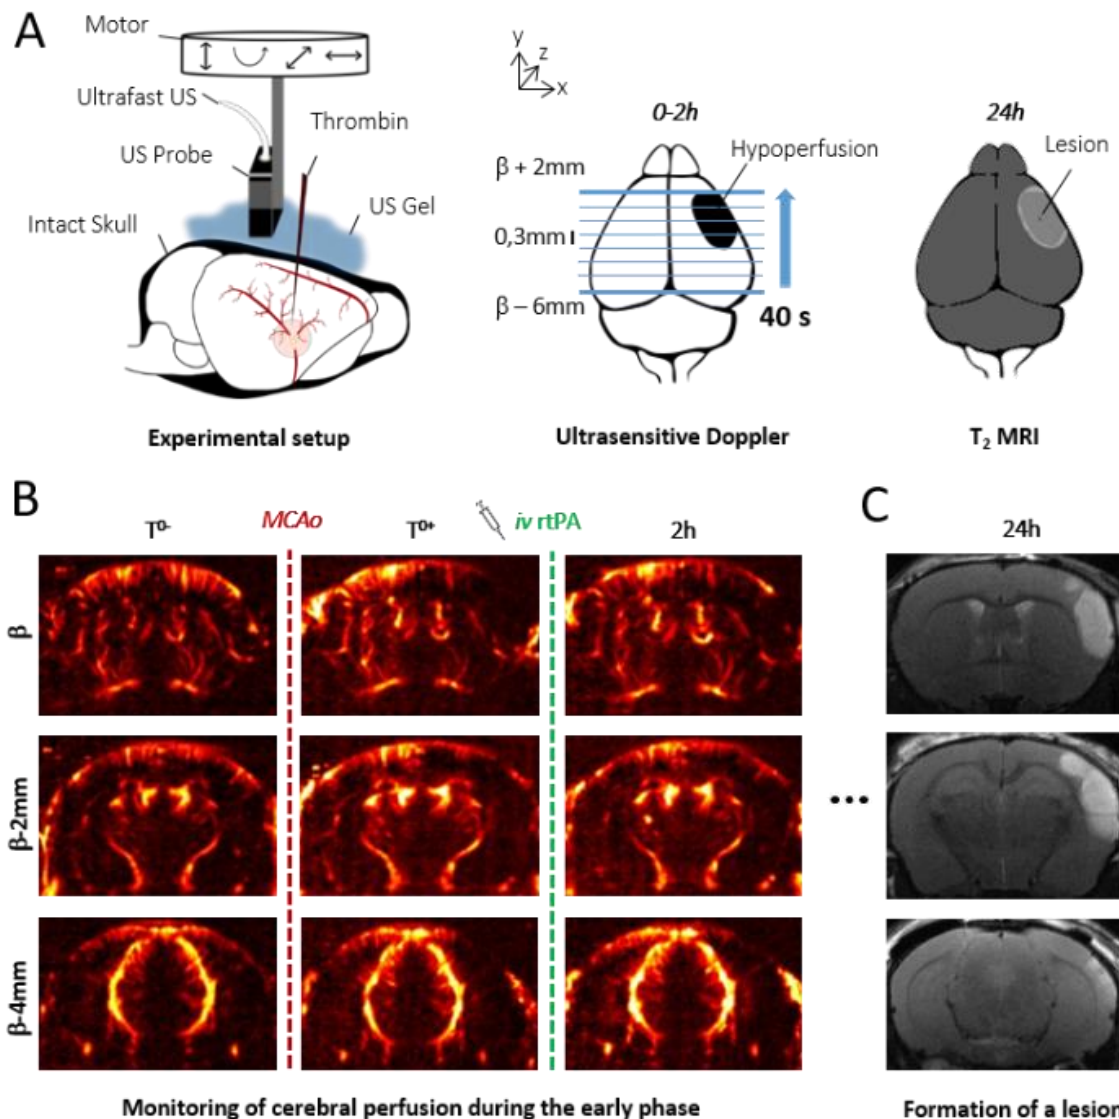 A
Motor
Ultrafast US
Thrombin
US Probe
US Gel
Intact Skull
Experimental setup
y
z
x
0-2h
β + 2mm
Hypoperfusion
0,3mm
β – 6mm
40 s
Ultrasensitive Doppler
24h
Lesion
T₂ MRI
B
T⁰⁻
MCAo
T⁰⁺
iv rtPA
2h
β
β-2mm
β-4mm
Monitoring of cerebral perfusion during the early phase
...
C
24h
Formation of a lesion